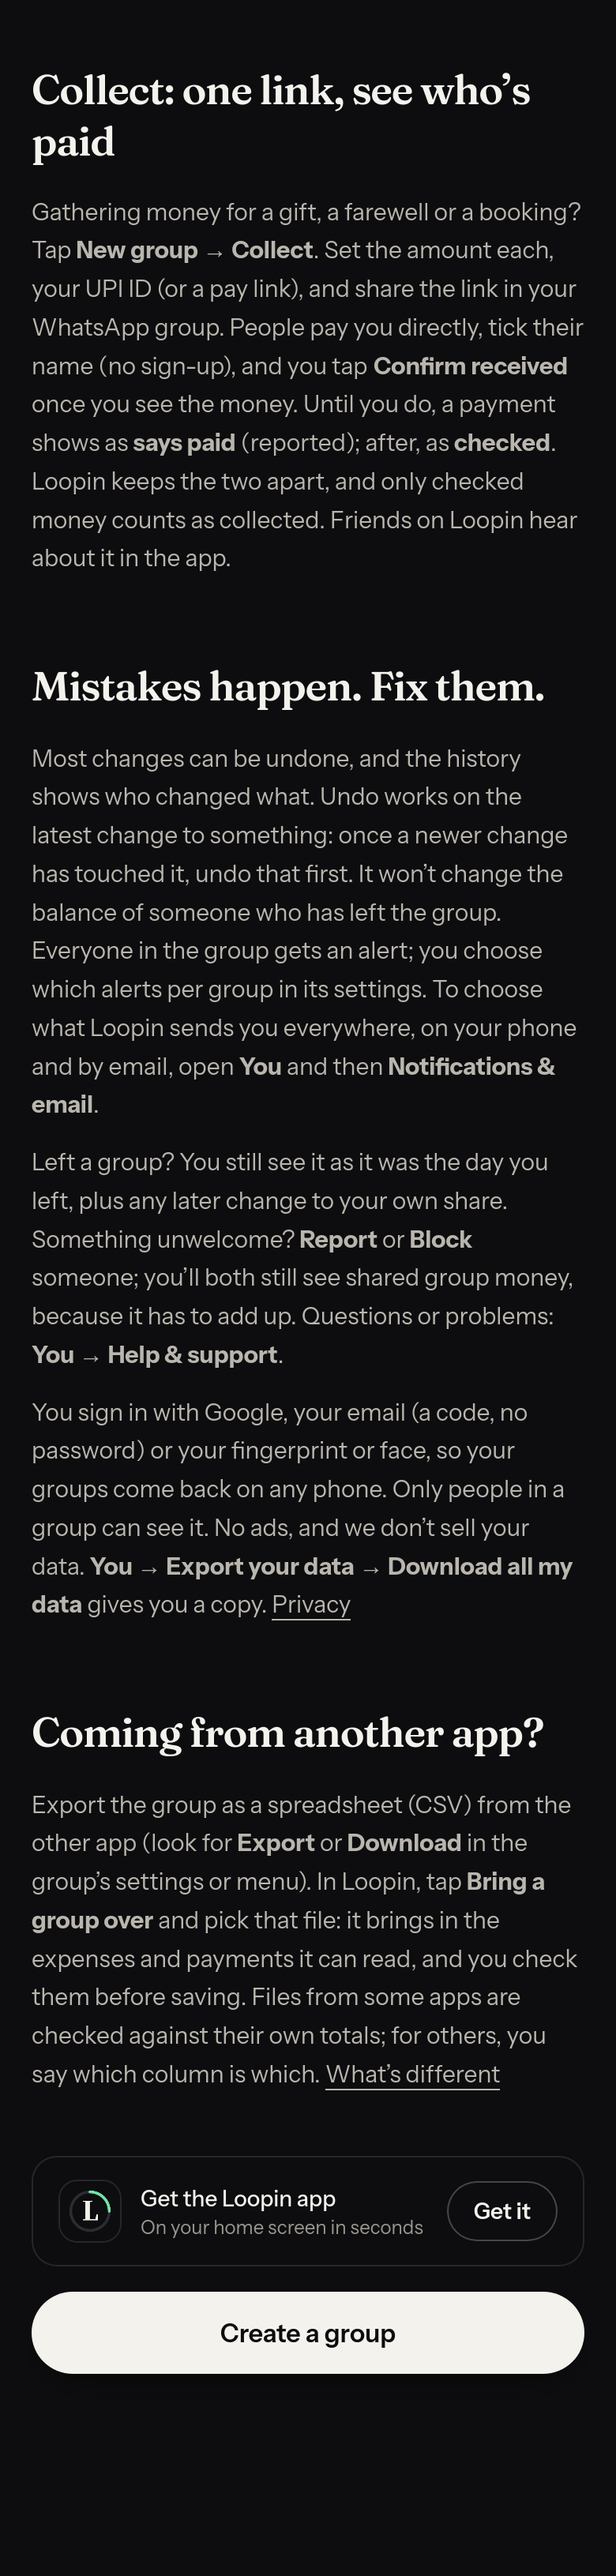 Collect: one link, see who’s
paid
Gathering money for a gift, a farewell or a booking?
Tap New group → Collect. Set the amount each,
your UPI ID (or a pay link), and share the link in your
WhatsApp group. People pay you directly, tick their
name (no sign-up), and you tap Confirm received
once you see the money. Until you do, a payment
shows as says paid (reported); after, as checked.
Loopin keeps the two apart, and only checked
money counts as collected. Friends on Loopin hear
about it in the app.
Mistakes happen. Fix them.
Most changes can be undone, and the history
shows who changed what. Undo works on the
latest change to something: once a newer change
has touched it, undo that first. It won’t change the
balance of someone who has left the group.
Everyone in the group gets an alert; you choose
which alerts per group in its settings. To choose
what Loopin sends you everywhere, on your phone
and by email, open You and then Notifications &
email.
Left a group? You still see it as it was the day you
left, plus any later change to your own share.
Something unwelcome? Report or Block
someone; you’ll both still see shared group money,
because it has to add up. Questions or problems:
You → Help & support.
You sign in with Google, your email (a code, no
password) or your fingerprint or face, so your
groups come back on any phone. Only people in a
group can see it. No ads, and we don’t sell your
data. You → Export your data → Download all my
data gives you a copy. Privacy
Coming from another app?
Export the group as a spreadsheet (CSV) from the
other app (look for Export or Download in the
group’s settings or menu). In Loopin, tap Bring a
group over and pick that file: it brings in the
expenses and payments it can read, and you check
them before saving. Files from some apps are
checked against their own totals; for others, you
say which column is which. What’s different
L
Get the Loopin app
On your home screen in seconds
Get it
Create a group